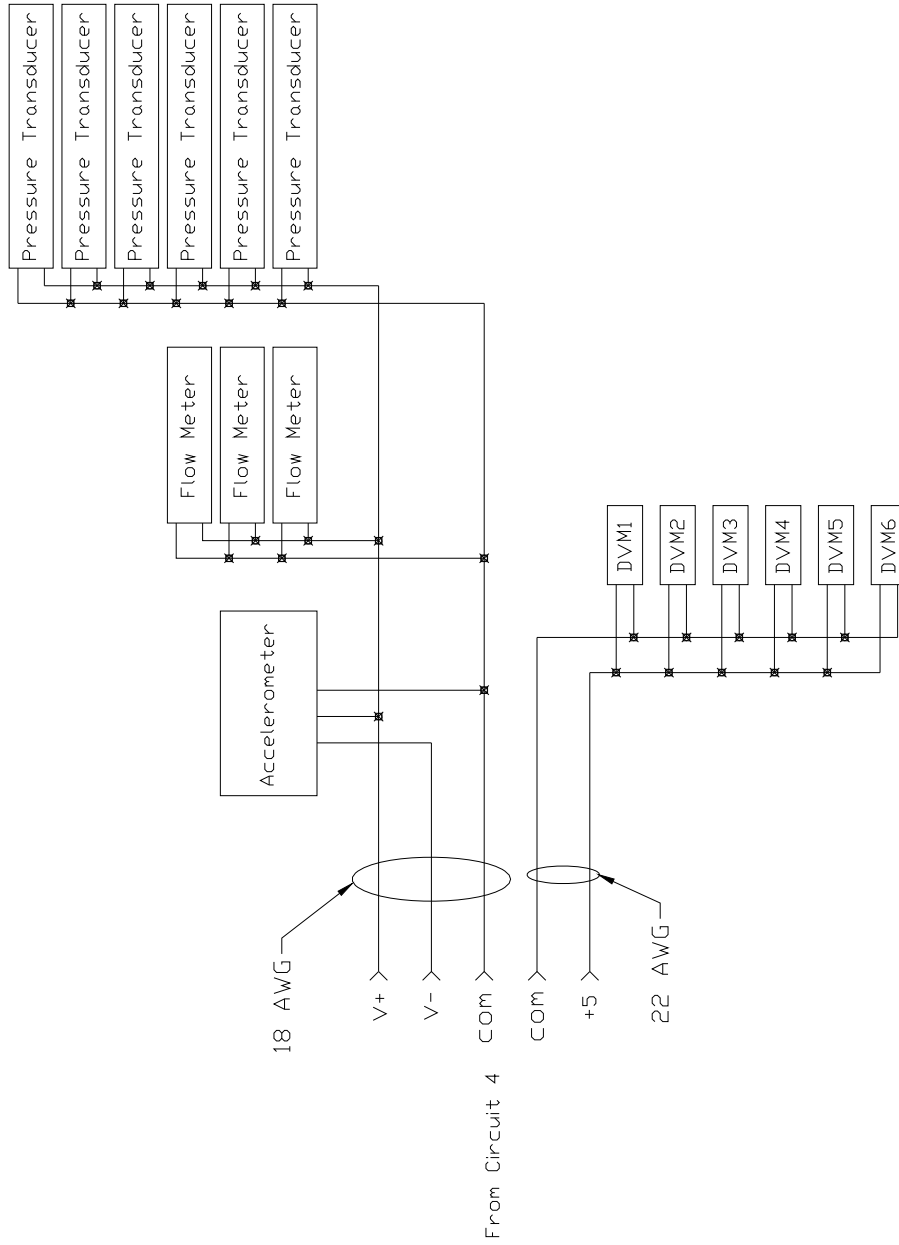 Pressure Transducer
Pressure Transducer
Pressure Transducer
Pressure Transducer
Pressure Transducer
Pressure Transducer
Flow Meter
Flow Meter
Flow Meter
Accelerometer
DVM1
DVM2
DVM3
DVM4
DVM5
DVM6
18 AWG
22 AWG
V+
V-
COM
COM
+5
From Circuit 4